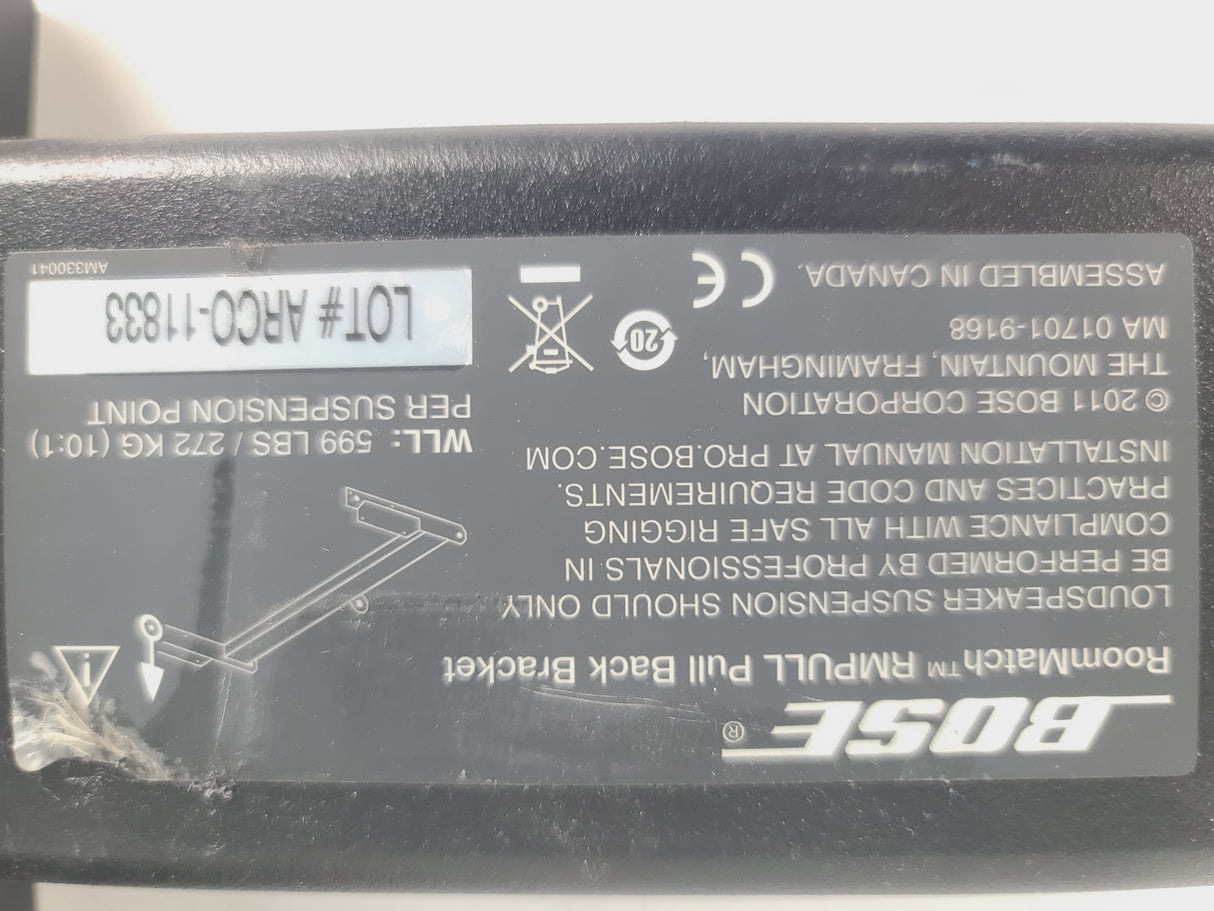 BOSE®
RoomMatch™ RMPULL Pull Back Bracket
LOUDSPEAKER SUSPENSION SHOULD ONLY
BE PERFORMED BY PROFESSIONALS IN
COMPLIANCE WITH ALL SAFE RIGGING
PRACTICES AND CODE REQUIREMENTS.
INSTALLATION MANUAL AT PRO.BOSE.COM
© 2011 BOSE CORPORATION
THE MOUNTAIN, FRAMINGHAM,
MA 01701-9168
ASSEMBLED IN CANADA.
CE
20
i
WLL: 599 LBS / 272 KG (10:1)
PER SUSPENSION POINT
LOT# ARCO-11833
AM330041